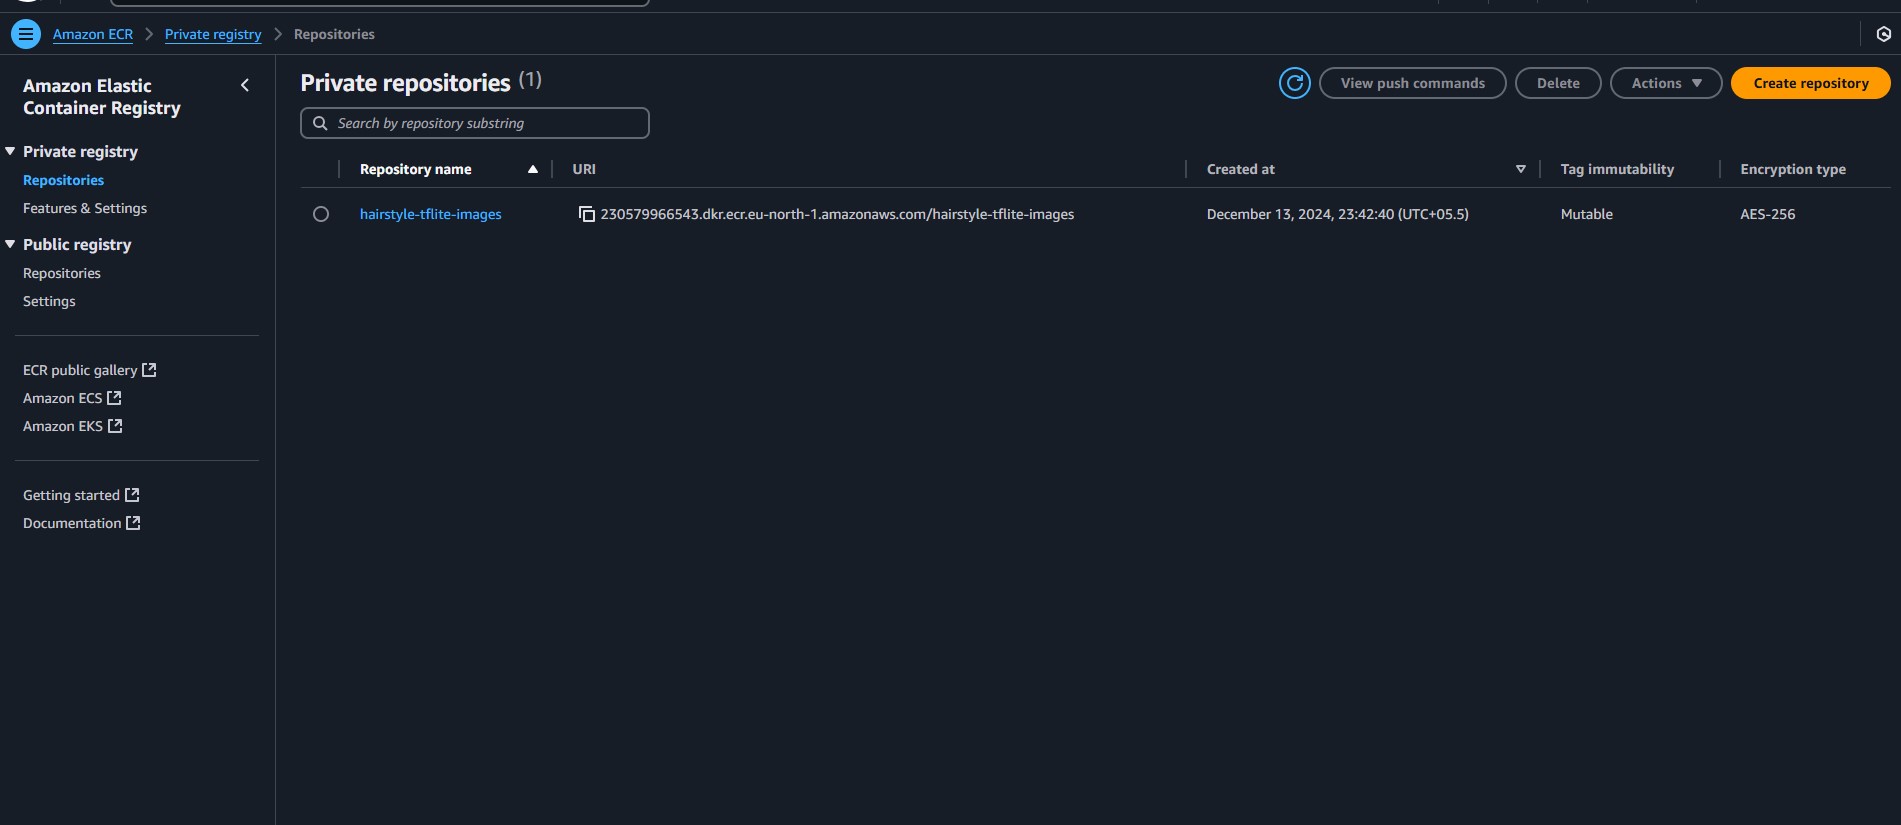 Amazon ECR
Private registry
Repositories
Amazon Elastic
Container Registry
Private registry
Repositories
Features & Settings
Public registry
Repositories
Settings
ECR public gallery
Amazon ECS
Amazon EKS
Getting started
Documentation
Private repositories (1)
View push commands
Delete
Actions
Create repository
Search by repository substring
Repository name URI Created at Tag immutability Encryption type
hairstyle-tflite-images 230579966543.dkr.ecr.eu-north-1.amazonaws.com/hairstyle-tflite-images December 13, 2024, 23:42:40 (UTC+05.5) Mutable AES-256